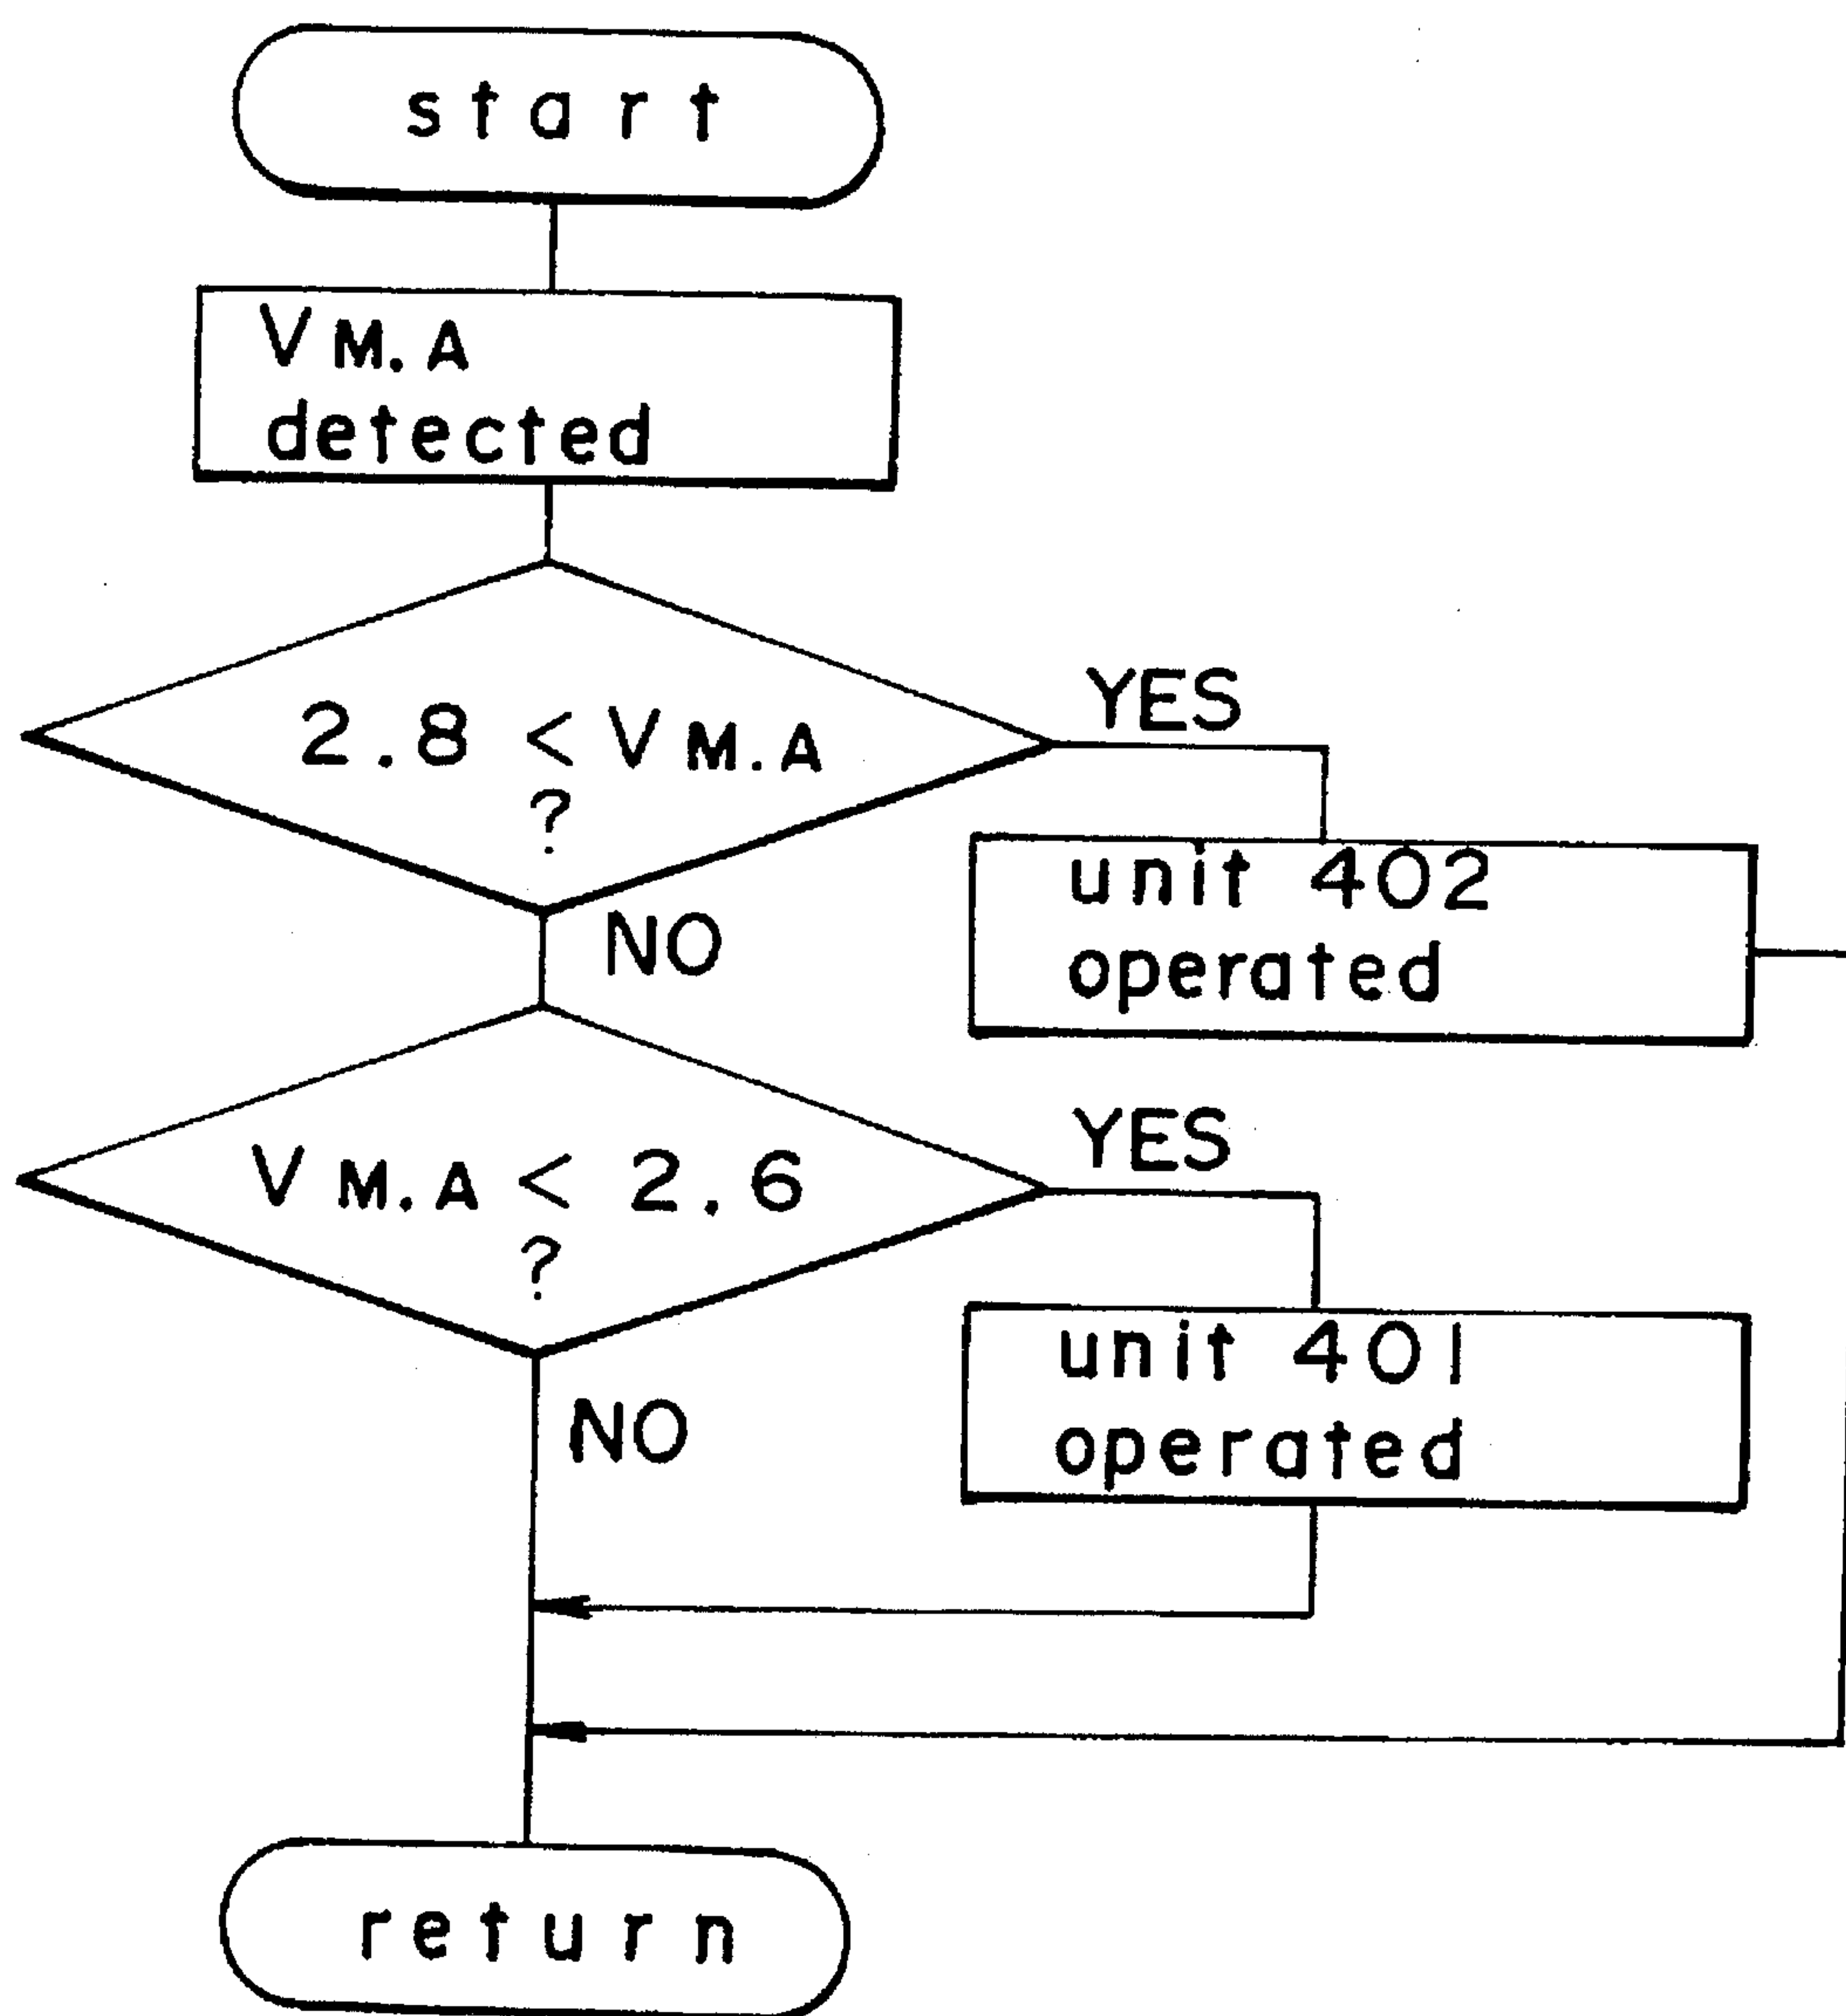 start
VM.A
detected
2.8 < VM.A
?
YES
unit 402
operated
NO
VM.A < 2.6
?
YES
unit 401
operated
NO
return